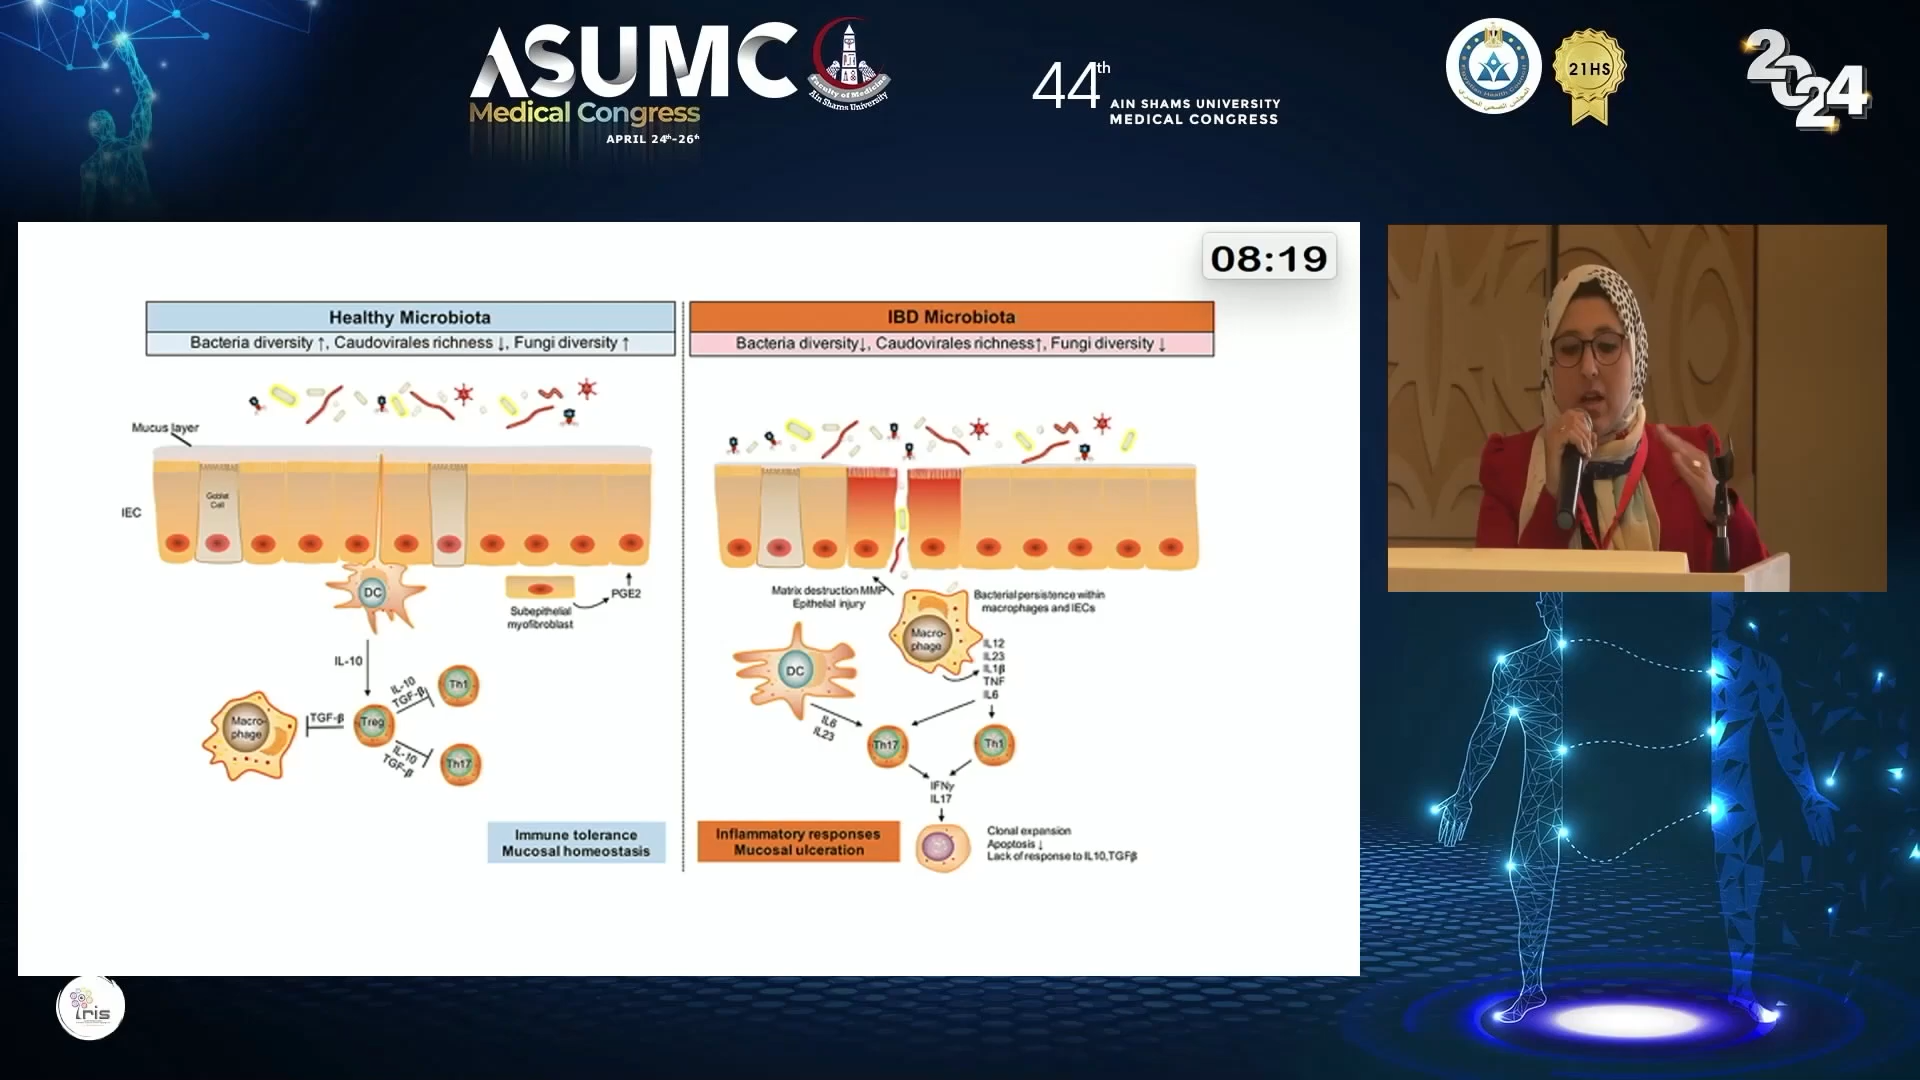 ASUMC
Medical Congress
APRIL 24th-26th
Faculty of Medicine
Ain Shams University
44th
AIN SHAMS UNIVERSITY
MEDICAL CONGRESS
21HS
2024
08:19
Healthy Microbiota
Bacteria diversity ↑, Caudovirales richness ↓, Fungi diversity ↑
IBD Microbiota
Bacteria diversity↓, Caudovirales richness↑, Fungi diversity ↓
Mucus layer
IEC
Goblet
Cell
DC
Subepithelial
myofibroblast
PGE2
IL-10
IL-10
TGF-β
Th1
Macro-
phage
TGF-β
Treg
IL-10
TGF-β
Th17
Immune tolerance
Mucosal homeostasis
Matrix destruction MMP
Epithelial injury
Bacterial persistence within
macrophages and IECs
Macro-
phage
IL12
IL23
IL1β
TNF
IL6
DC
IL6
IL23
Th17
Th1
IFNγ
IL17
Inflammatory responses
Mucosal ulceration
Clonal expansion
Apoptosis ↓
Lack of response to IL10,TGFβ
iris